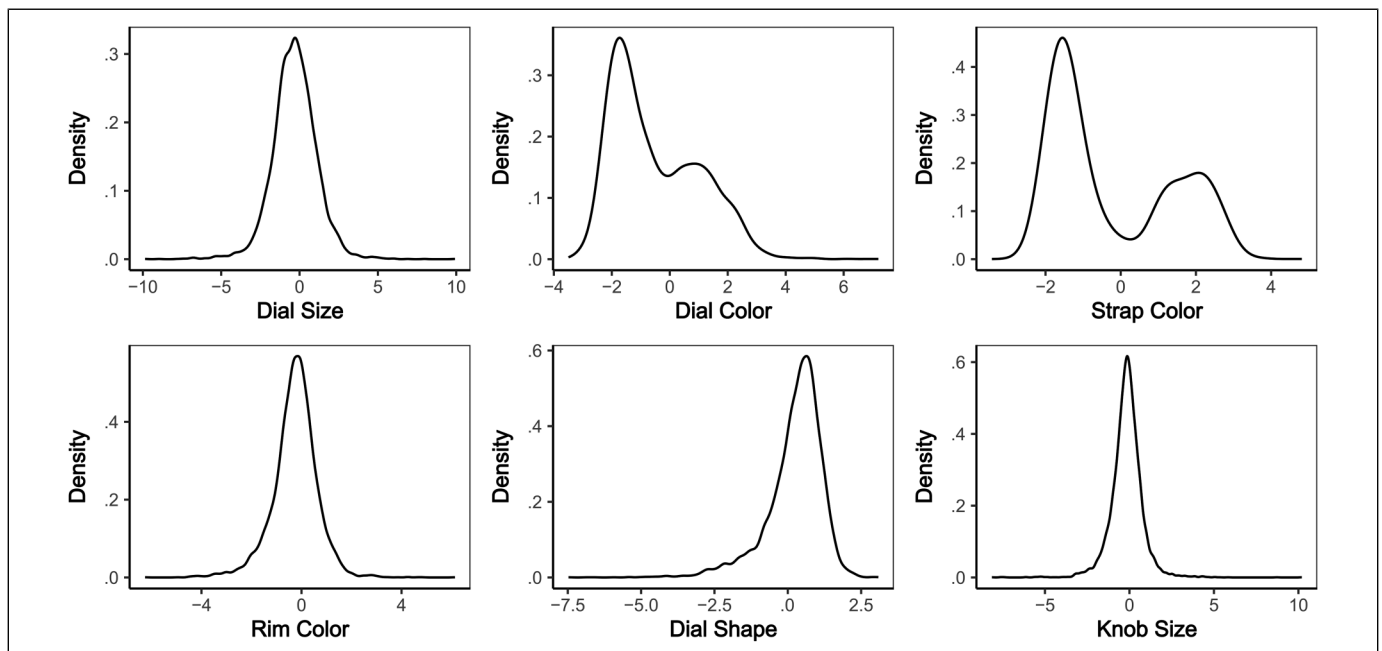 Density
.3
.2
.1
.0
−10 −5 0 5 10
Dial Size
Density
.3
.2
.1
.0
−4 −2 0 2 4 6
Dial Color
Density
.4
.3
.2
.1
.0
−2 0 2 4
Strap Color
Density
.4
.2
.0
−4 0 4
Rim Color
Density
.6
.4
.2
.0
−7.5 −5.0 −2.5 .0 2.5
Dial Shape
Density
.6
.4
.2
.0
−5 0 5 10
Knob Size